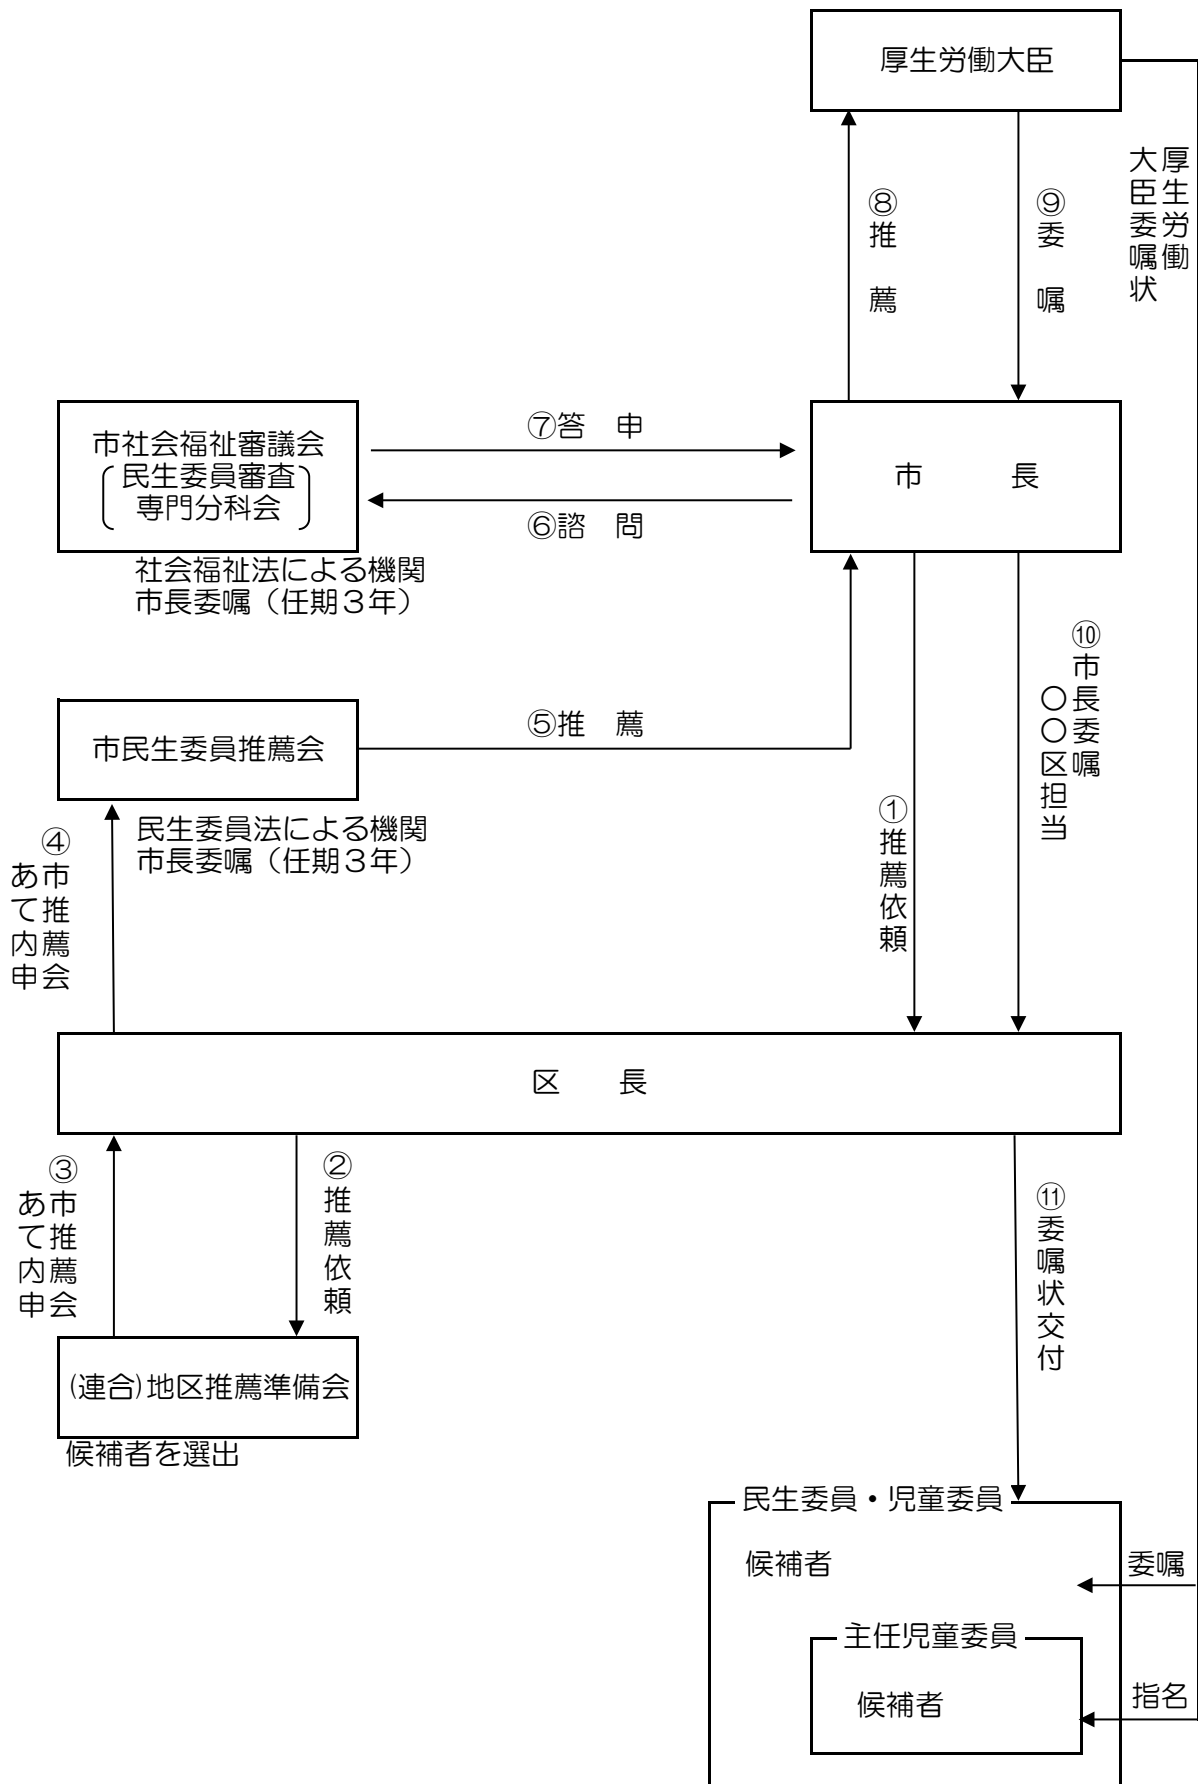 厚生労働大臣
厚生労働
大臣委嘱状
⑧推　薦
⑨委　嘱
市社会福祉審議会
民生委員審査
専門分科会
⑦答　申
⑥諮　問
市　　長
社会福祉法による機関
市長委嘱（任期３年）
⑩市長委嘱
〇〇区担当
市民生委員推薦会
⑤推　薦
①推薦依頼
民生委員法による機関
市長委嘱（任期３年）
④市推薦会
あて内申
区　　長
③市推薦会
あて内申
②推薦依頼
⑪委嘱状交付
(連合)地区推薦準備会
候補者を選出
民生委員・児童委員
候補者
委嘱
主任児童委員
候補者
指名